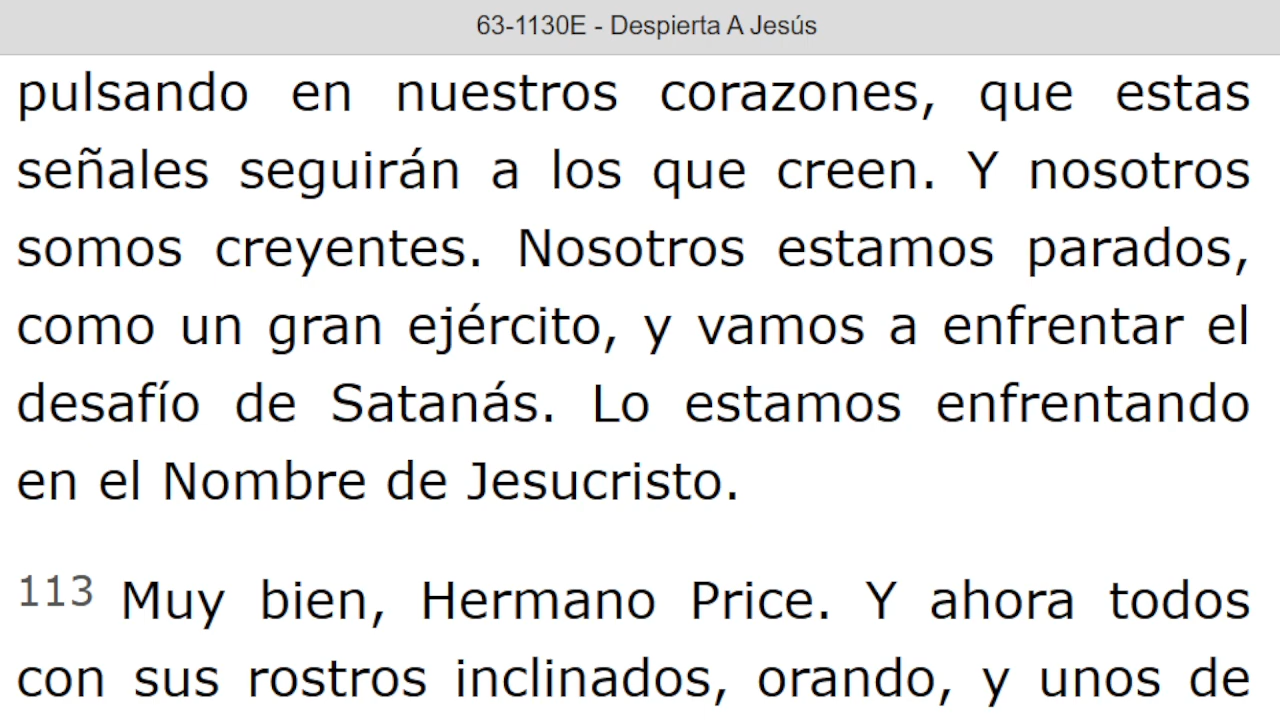 63-1130E - Despierta A Jesús
pulsando en nuestros corazones, que estas
señales seguirán a los que creen. Y nosotros
somos creyentes. Nosotros estamos parados,
como un gran ejército, y vamos a enfrentar el
desafío de Satanás. Lo estamos enfrentando
en el Nombre de Jesucristo.
113 Muy bien, Hermano Price. Y ahora todos
con sus rostros inclinados, orando, y unos de